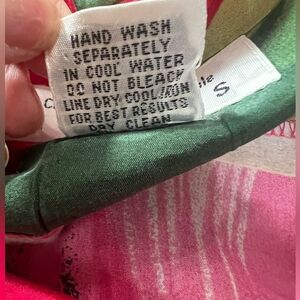 HAND WASH
SEPARATELY
IN COOL WATER
DO NOT BLEACH
LINE DRY COOL IRON
FOR BEST RESULTS
DRY CLEAN
S